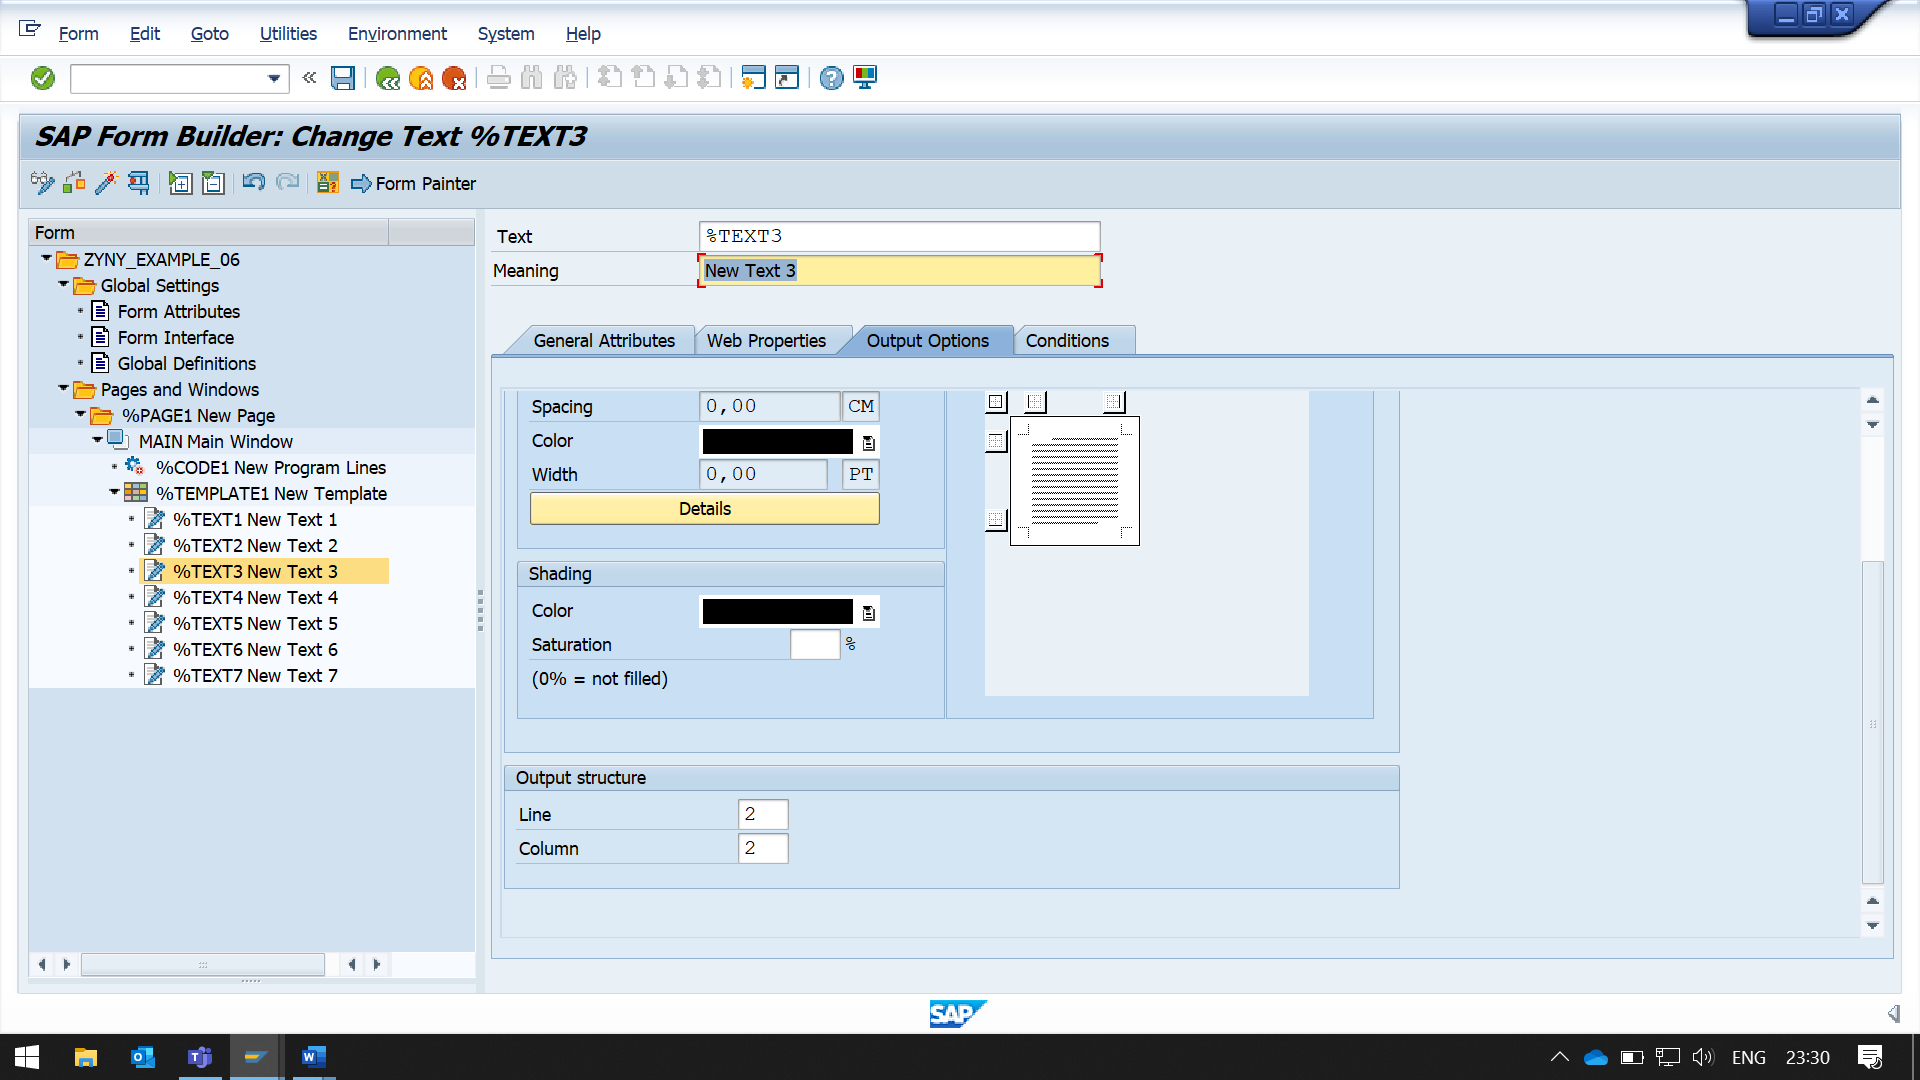 Form Edit Goto Utilities Environment System Help
SAP Form Builder: Change Text %TEXT3
Form Painter
Form
ZYNY_EXAMPLE_06
Global Settings
Form Attributes
Form Interface
Global Definitions
Pages and Windows
%PAGE1 New Page
MAIN Main Window
%CODE1 New Program Lines
%TEMPLATE1 New Template
%TEXT1 New Text 1
%TEXT2 New Text 2
%TEXT3 New Text 3
%TEXT4 New Text 4
%TEXT5 New Text 5
%TEXT6 New Text 6
%TEXT7 New Text 7
Text %TEXT3
Meaning New Text 3
General Attributes Web Properties Output Options Conditions
Spacing 0,00 CM
Color
Width 0,00 PT
Details
Shading
Color
Saturation %
(0% = not filled)
Output structure
Line 2
Column 2
SAP
ENG 23:30